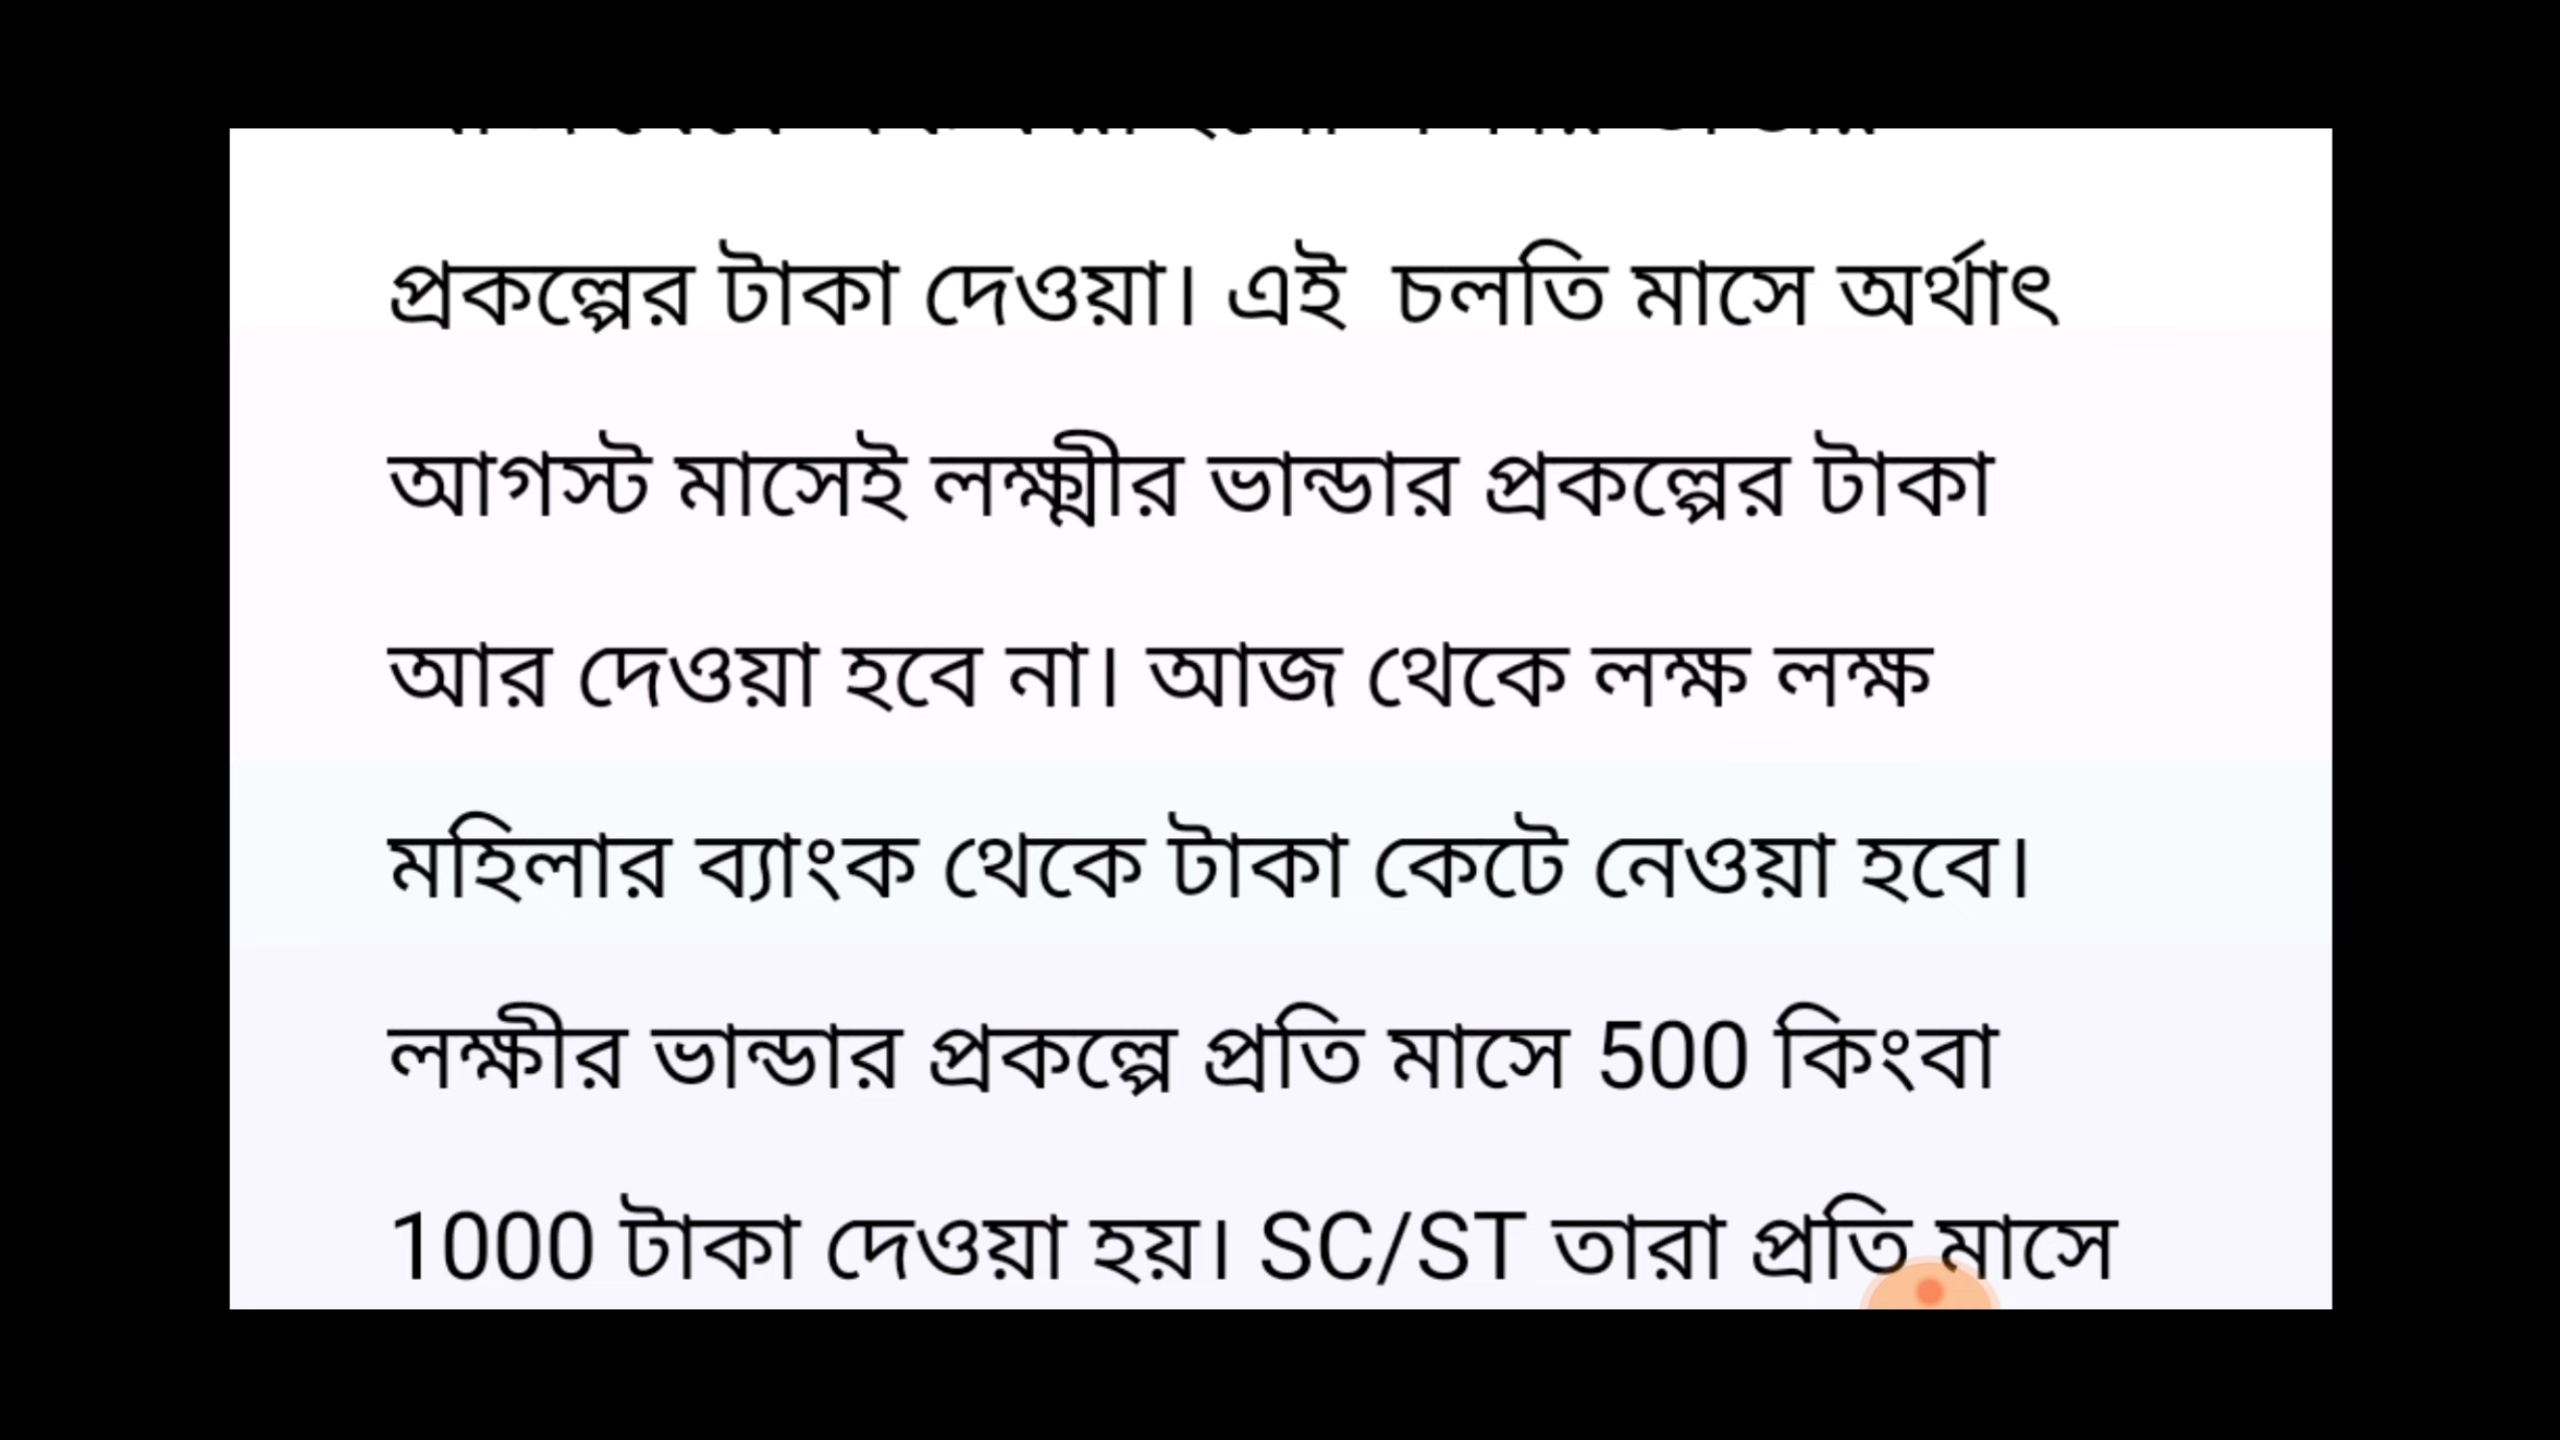 প্রকল্পের টাকা দেওয়া। এই চলতি মাসে অর্থাৎ
আগস্ট মাসেই লক্ষ্মীর ভান্ডার প্রকল্পের টাকা
আর দেওয়া হবে না। আজ থেকে লক্ষ লক্ষ
মহিলার ব্যাংক থেকে টাকা কেটে নেওয়া হবে।
লক্ষীর ভান্ডার প্রকল্পে প্রতি মাসে 500 কিংবা
1000 টাকা দেওয়া হয়। SC/ST তারা প্রতি মাসে